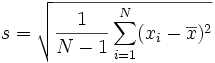 s = \sqrt{\frac{1}{N-1} \sum_{i=1}^{N} (x_i - \overline{x})^2}